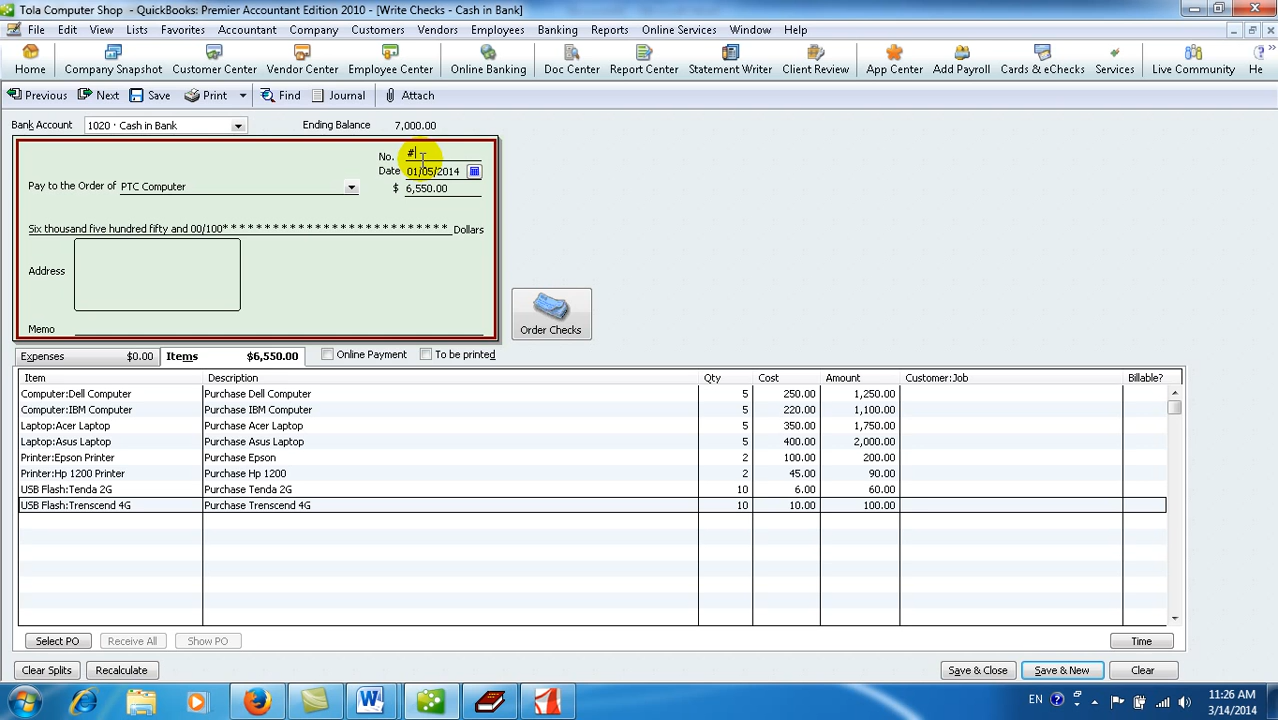 Tola Computer Shop - QuickBooks: Premier Accountant Edition 2010 - [Write Checks - Cash in Bank]
File Edit View Lists Favorites Accountant Company Customers Vendors Employees Banking Reports Online Services Window Help
Home Company Snapshot Customer Center Vendor Center Employee Center Online Banking Doc Center Report Center Statement Writer Client Review App Center Add Payroll Cards & eChecks Services Live Community He
Previous Next Save Print Find Journal Attach
Bank Account 1020 · Cash in Bank Ending Balance 7,000.00
No. #
Date 01/05/2014
Pay to the Order of PTC Computer $ 6,550.00
Six thousand five hundred fifty and 00/100* * * * * * * * * * * * * * * * * * * * * * * * * * Dollars
Address
Order Checks
Memo
Expenses $0.00 Items $6,550.00 Online Payment To be printed
Item Description Qty Cost Amount Customer:Job Billable?
Computer:Dell Computer Purchase Dell Computer 5 250.00 1,250.00
Computer:IBM Computer Purchase IBM Computer 5 220.00 1,100.00
Laptop:Acer Laptop Purchase Acer Laptop 5 350.00 1,750.00
Laptop:Asus Laptop Purchase Asus Laptop 5 400.00 2,000.00
Printer:Epson Printer Purchase Epson 2 100.00 200.00
Printer:Hp 1200 Printer Purchase Hp 1200 2 45.00 90.00
USB Flash:Tenda 2G Purchase Tenda 2G 10 6.00 60.00
USB Flash:Trenscend 4G Purchase Trenscend 4G 10 10.00 100.00
Select PO Receive All Show PO Time
Clear Splits Recalculate Save & Close Save & New Clear
EN 11:26 AM
3/14/2014